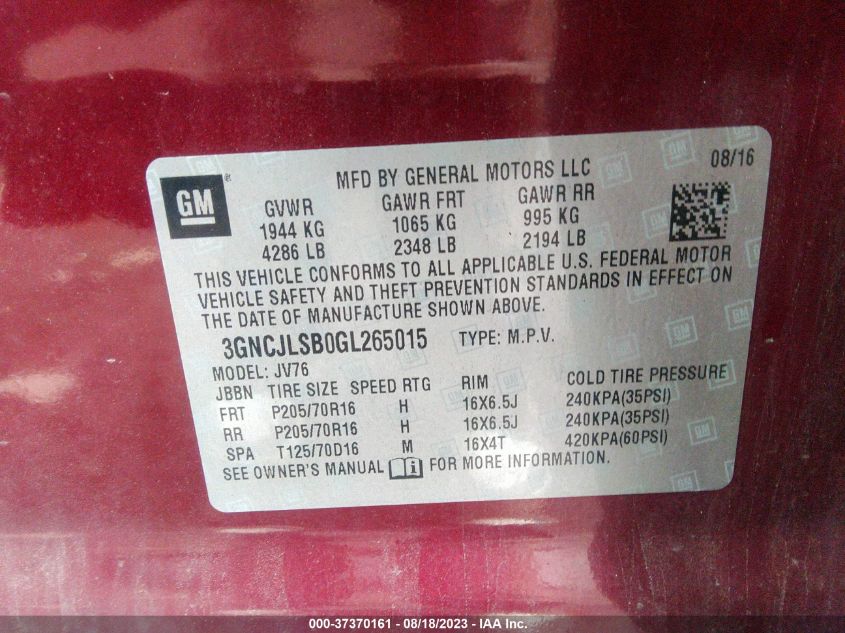 GM ®
MFD BY GENERAL MOTORS LLC 08/16
GVWR GAWR FRT GAWR RR
1944 KG 1065 KG 995 KG
4286 LB 2348 LB 2194 LB
THIS VEHICLE CONFORMS TO ALL APPLICABLE U.S. FEDERAL MOTOR
VEHICLE SAFETY AND THEFT PREVENTION STANDARDS IN EFFECT ON
THE DATE OF MANUFACTURE SHOWN ABOVE.
3GNCJLSB0GL265015 TYPE: M.P.V.
MODEL: JV76
JBBN TIRE SIZE SPEED RTG RIM COLD TIRE PRESSURE
FRT P205/70R16 H 16X6.5J 240KPA(35PSI)
RR P205/70R16 H 16X6.5J 240KPA(35PSI)
SPA T125/70D16 M 16X4T 420KPA(60PSI)
SEE OWNER'S MANUAL FOR MORE INFORMATION.
000-37370161 - 08/18/2023 - IAA Inc.